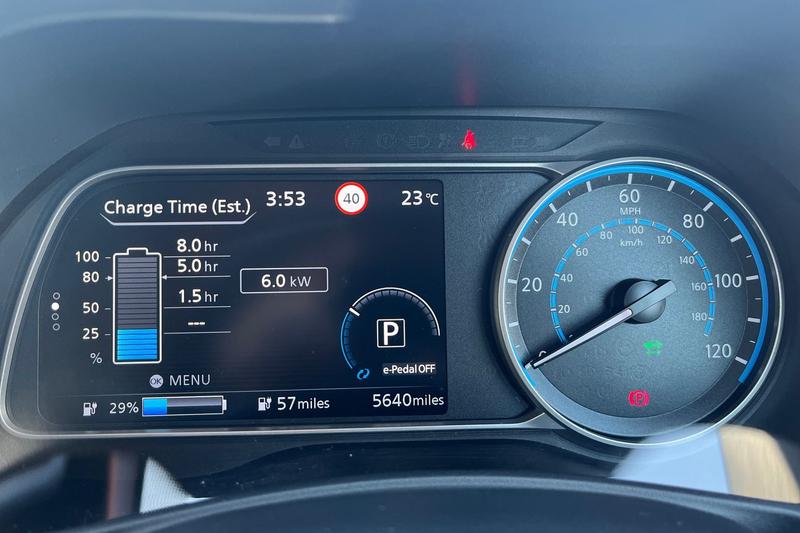 Charge Time (Est.) 3:53 40 23°C
100 8.0 hr
80 5.0 hr
6.0 kW
50 1.5 hr
25 ---
%
P
e-Pedal OFF
OK MENU
29% 57 miles 5640 miles
60
MPH
40 80
20 100
0 120
100
80 120
km/h
60 140
40 160
20 180
P